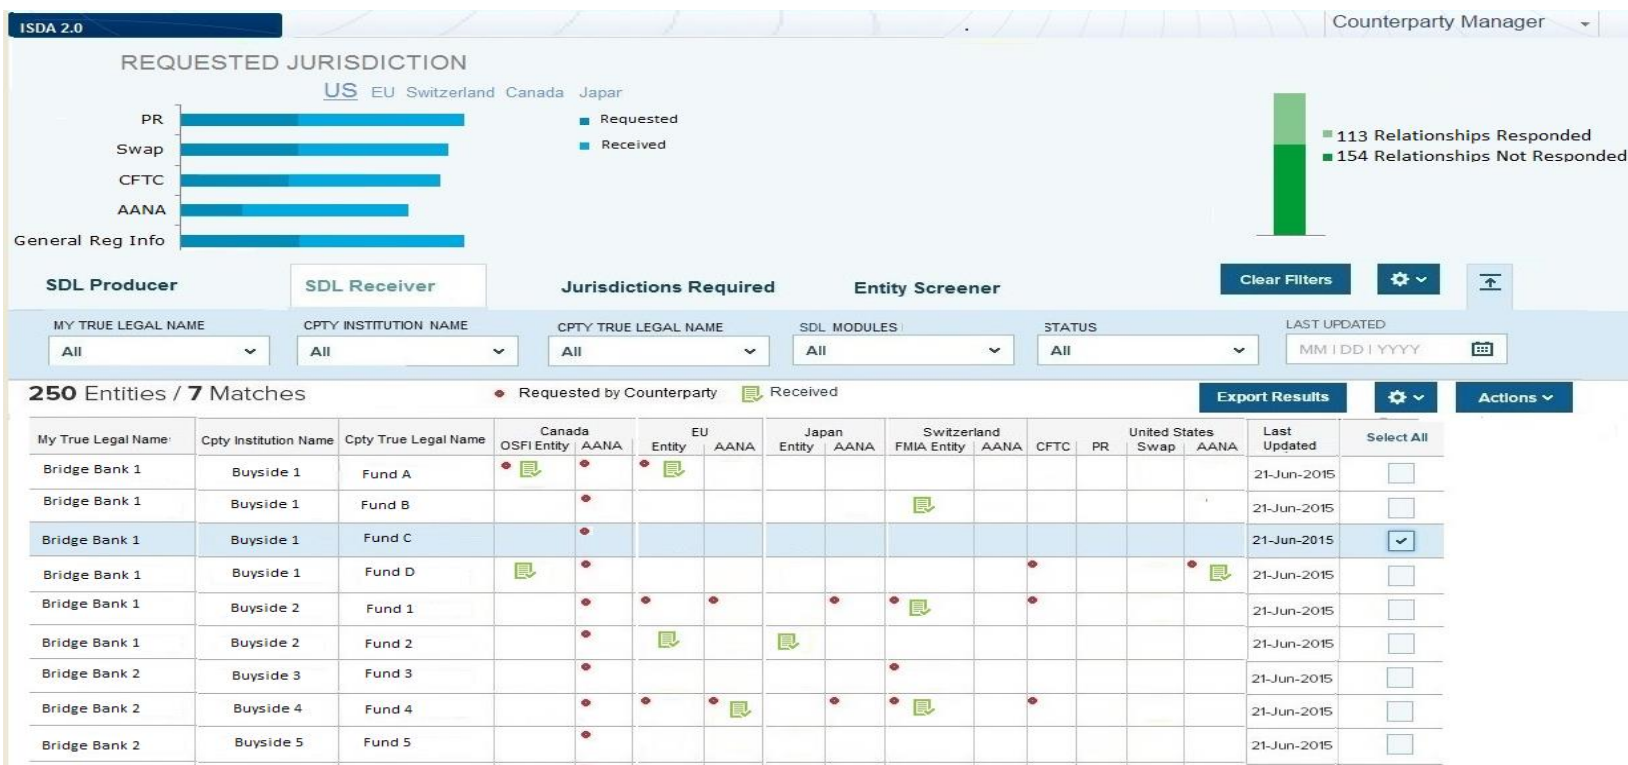 ISDA 2.0
Counterparty Manager
REQUESTED JURISDICTION
US EU Switzerland Canada Japar
PR
Swap
CFTC
AANA
General Reg Info
Requested
Received
113 Relationships Responded
154 Relationships Not Responded
SDL Producer SDL Receiver Jurisdictions Required Entity Screener Clear Filters
MY TRUE LEGAL NAME CPTY INSTITUTION NAME CPTY TRUE LEGAL NAME SDL MODULES STATUS LAST UPDATED
All All All All All MM | DD | YYYY
250 Entities / 7 Matches Requested by Counterparty Received Export Results Actions
My True Legal Name Cpty Institution Name Cpty True Legal Name Canada EU Japan Switzerland United States Last Updated Select All
OSFI Entity AANA Entity AANA Entity AANA FMIA Entity AANA CFTC PR Swap AANA
Bridge Bank 1 Buyside 1 Fund A 21-Jun-2015
Bridge Bank 1 Buyside 1 Fund B 21-Jun-2015
Bridge Bank 1 Buyside 1 Fund C 21-Jun-2015
Bridge Bank 1 Buyside 1 Fund D 21-Jun-2015
Bridge Bank 1 Buyside 2 Fund 1 21-Jun-2015
Bridge Bank 1 Buyside 2 Fund 2 21-Jun-2015
Bridge Bank 2 Buyside 3 Fund 3 21-Jun-2015
Bridge Bank 2 Buyside 4 Fund 4 21-Jun-2015
Bridge Bank 2 Buyside 5 Fund 5 21-Jun-2015